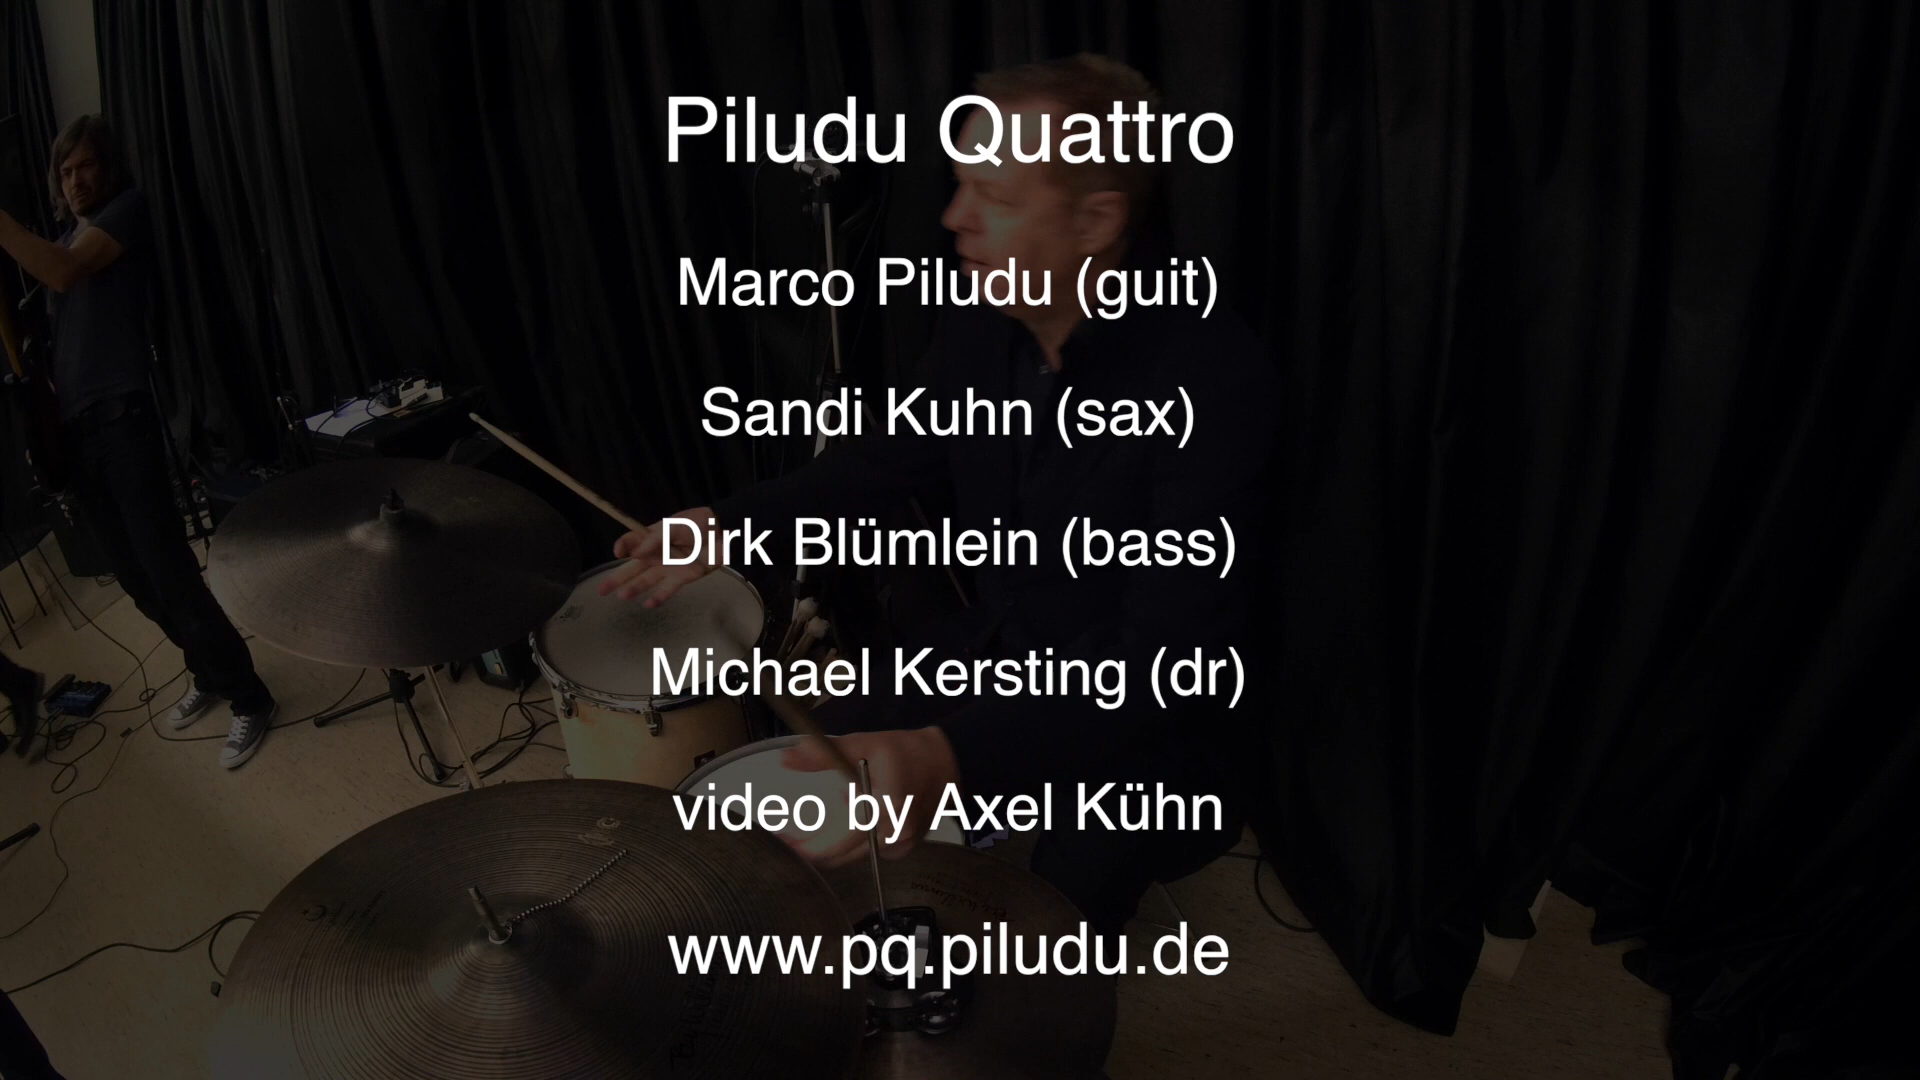 Piludu Quattro
Marco Piludu (guit)
Sandi Kuhn (sax)
Dirk Blümlein (bass)
Michael Kersting (dr)
video by Axel Kühn
www.pq.piludu.de